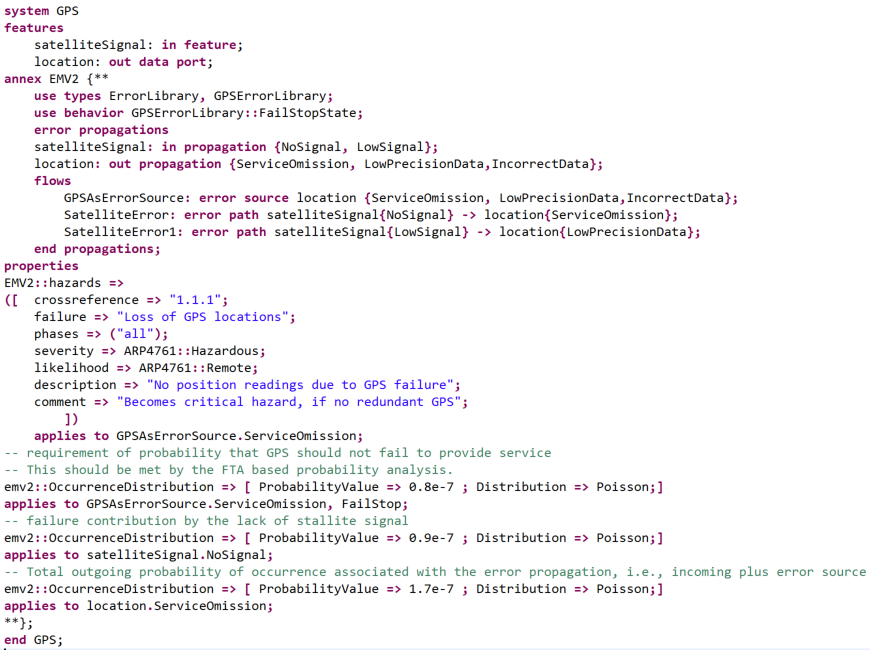 system GPS
features
    satelliteSignal: in feature;
    location: out data port;
annex EMV2 {**
    use types ErrorLibrary, GPSErrorLibrary;
    use behavior GPSErrorLibrary::FailStopState;
    error propagations
    satelliteSignal: in propagation {NoSignal, LowSignal};
    location: out propagation {ServiceOmission, LowPrecisionData,IncorrectData};
    flows
        GPSAsErrorSource: error source location {ServiceOmission, LowPrecisionData,IncorrectData};
        SatelliteError: error path satelliteSignal{NoSignal} -> location{ServiceOmission};
        SatelliteError1: error path satelliteSignal{LowSignal} -> location{LowPrecisionData};
    end propagations;
properties
EMV2::hazards =>
([  crossreference => "1.1.1";
    failure => "Loss of GPS locations";
    phases => ("all");
    severity => ARP4761::Hazardous;
    likelihood => ARP4761::Remote;
    description => "No position readings due to GPS failure";
    comment => "Becomes critical hazard, if no redundant GPS";
        ])
    applies to GPSAsErrorSource.ServiceOmission;
-- requirement of probability that GPS should not fail to provide service
-- This should be met by the FTA based probability analysis.
emv2::OccurrenceDistribution => [ ProbabilityValue => 0.8e-7 ; Distribution => Poisson;]
applies to GPSAsErrorSource.ServiceOmission, FailStop;
-- failure contribution by the lack of stallite signal
emv2::OccurrenceDistribution => [ ProbabilityValue => 0.9e-7 ; Distribution => Poisson;]
applies to satelliteSignal.NoSignal;
-- Total outgoing probability of occurrence associated with the error propagation, i.e., incoming plus error source
emv2::OccurrenceDistribution => [ ProbabilityValue => 1.7e-7 ; Distribution => Poisson;]
applies to location.ServiceOmission;
**};
end GPS;